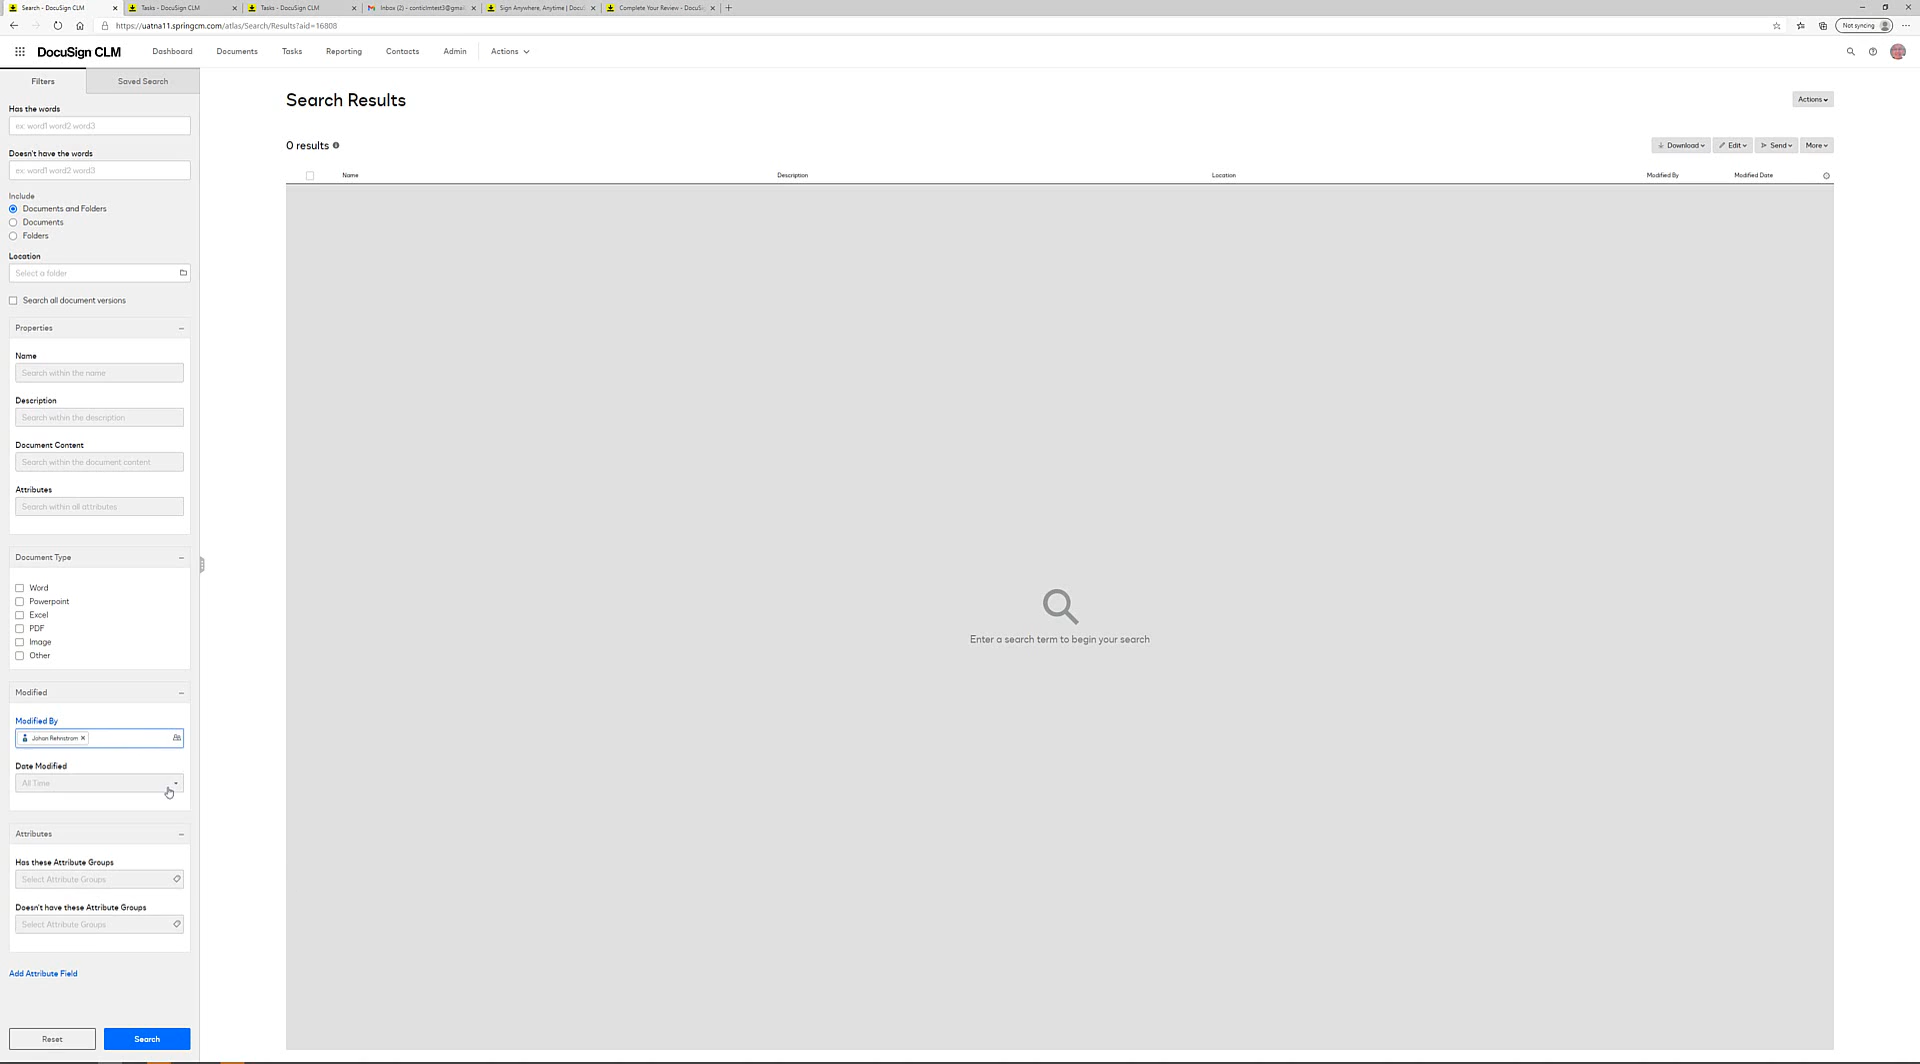 Search - DocuSign CLM
Tasks - DocuSign CLM
Tasks - DocuSign CLM
Inbox (2) - conticlmtest3@gmai
Sign Anywhere, Anytime | DocuS
Complete Your Review - DocuSig
https://uatna11.springcm.com/atlas/Search/Results?aid=16808
Not syncing
DocuSign CLM
Dashboard
Documents
Tasks
Reporting
Contacts
Admin
Actions
Filters
Saved Search
Has the words
ex: word1 word2 word3
Doesn't have the words
ex: word1 word2 word3
Include
Documents and Folders
Documents
Folders
Location
Select a folder
Search all document versions
Properties
Name
Search within the name
Description
Search within the description
Document Content
Search within the document content
Attributes
Search within all attributes
Document Type
Word
Powerpoint
Excel
PDF
Image
Other
Modified
Modified By
Johan Rehnstrom
Date Modified
All Time
Attributes
Has these Attribute Groups
Select Attribute Groups
Doesn't have these Attribute Groups
Select Attribute Groups
Add Attribute Field
Reset
Search
Search Results
Actions
0 results
Download
Edit
Send
More
Name
Description
Location
Modified By
Modified Date
Enter a search term to begin your search